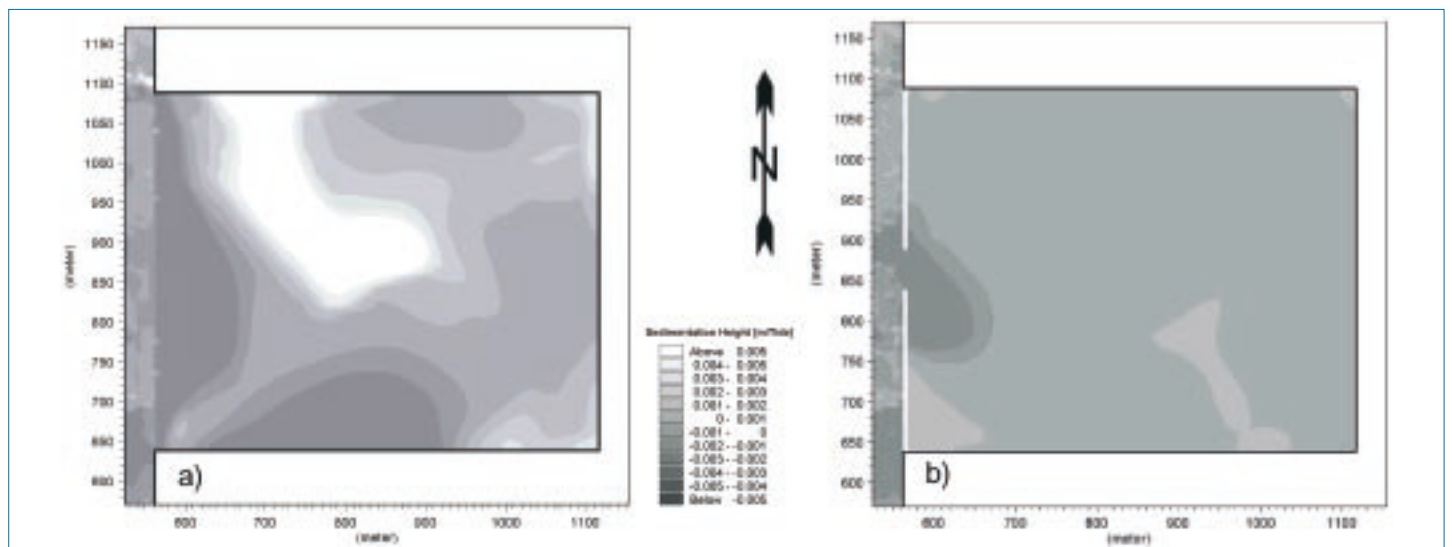 1150
1100
1050
1000
950
900
850
800
750
700
650
600
(meter)
600 700 800 900 1000 1100
(meter)
a)
N
Sedimentation Height [m/Tide]
Above 0.005
0.004 - 0.005
0.003 - 0.004
0.002 - 0.003
0.001 - 0.002
0 - 0.001
-0.001 - 0
-0.002 - -0.001
-0.003 - -0.002
-0.004 - -0.003
-0.005 - -0.004
Below -0.005
1150
1100
1050
1000
950
900
850
800
750
700
650
600
(meter)
600 700 800 900 1000 1100
(meter)
b)